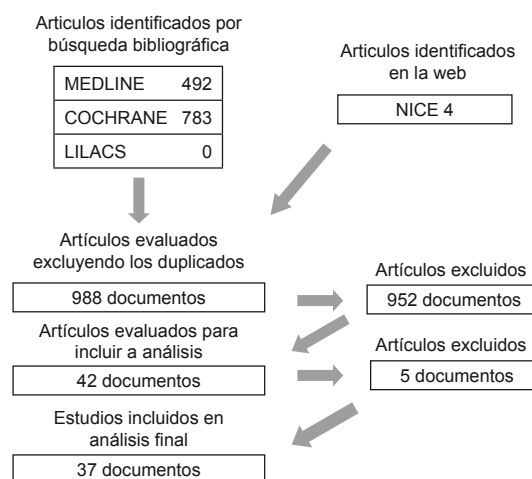 Articulos identificados por
búsqueda bibliográfica
MEDLINE 492
COCHRANE 783
LILACS 0
Articulos identificados
en la web
NICE 4
Artículos evaluados
excluyendo los duplicados
988 documentos
Artículos excluidos
952 documentos
Artículos evaluados para
incluir a análisis
42 documentos
Artículos excluidos
5 documentos
Estudios incluidos en
análisis final
37 documentos